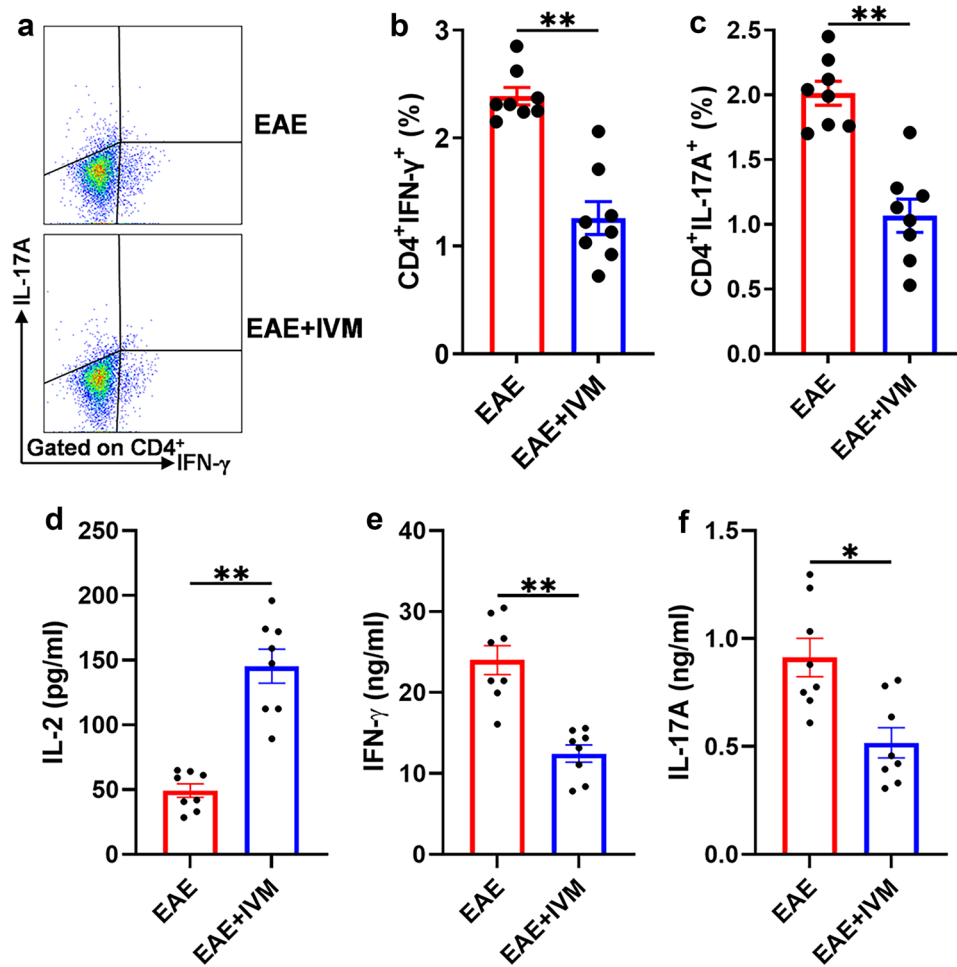 a
EAE
EAE+IVM
IL-17A
Gated on CD4+
IFN-γ
b
**
CD4+IFN-γ+ (%)
3
2
1
0
EAE
EAE+IVM
c
**
CD4+IL-17A+ (%)
2.5
2.0
1.5
1.0
0.5
0.0
EAE
EAE+IVM
d
**
IL-2 (pg/ml)
250
200
150
100
50
0
EAE
EAE+IVM
e
**
IFN-γ (ng/ml)
40
30
20
10
0
EAE
EAE+IVM
f
*
IL-17A (ng/ml)
1.5
1.0
0.5
0.0
EAE
EAE+IVM